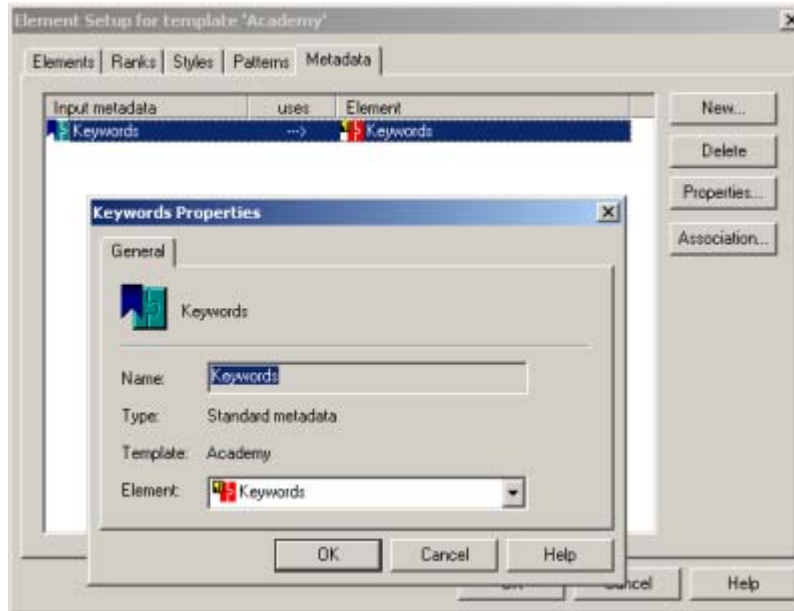 Element Setup for template 'Academy'
Elements Ranks Styles Patterns Metadata
Input metadata uses Element
Keywords ---> Keywords
New...
Delete
Properties...
Association...
Keywords Properties
General
Keywords
Name: Keywords
Type: Standard metadata
Template: Academy
Element: Keywords
OK Cancel Help
Help